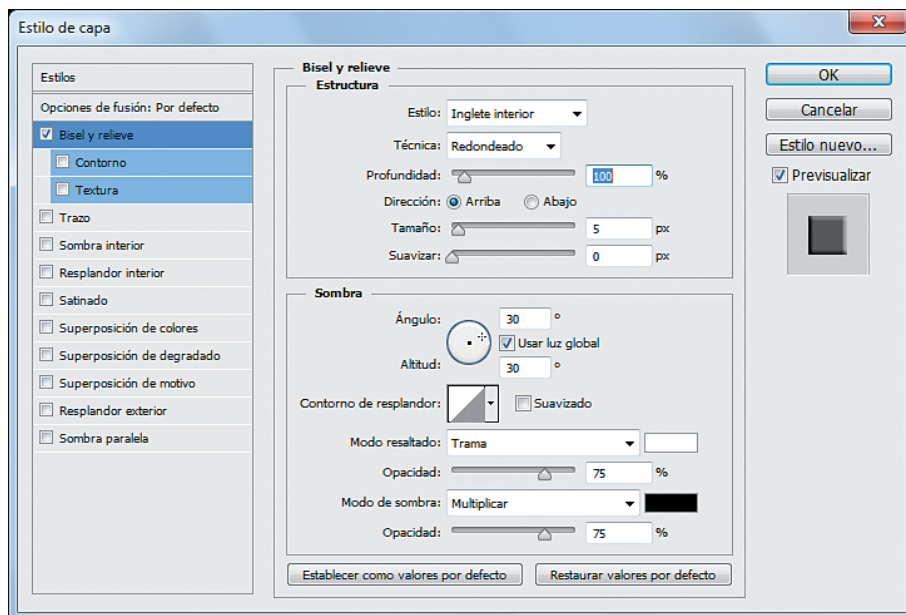 Estilo de capa
Estilos
Opciones de fusión: Por defecto
Bisel y relieve
Contorno
Textura
Trazo
Sombra interior
Resplandor interior
Satinado
Superposición de colores
Superposición de degradado
Superposición de motivo
Resplandor exterior
Sombra paralela
Bisel y relieve
Estructura
Estilo: Inglete interior
Técnica: Redondeado
Profundidad: 100 %
Dirección: Arriba Abajo
Tamaño: 5 px
Suavizar: 0 px
Sombra
Ángulo: 30 °
Usar luz global
Altitud: 30 °
Contorno de resplandor: Suavizado
Modo resaltado: Trama
Opacidad: 75 %
Modo de sombra: Multiplicar
Opacidad: 75 %
Establecer como valores por defecto Restaurar valores por defecto
OK
Cancelar
Estilo nuevo...
Previsualizar